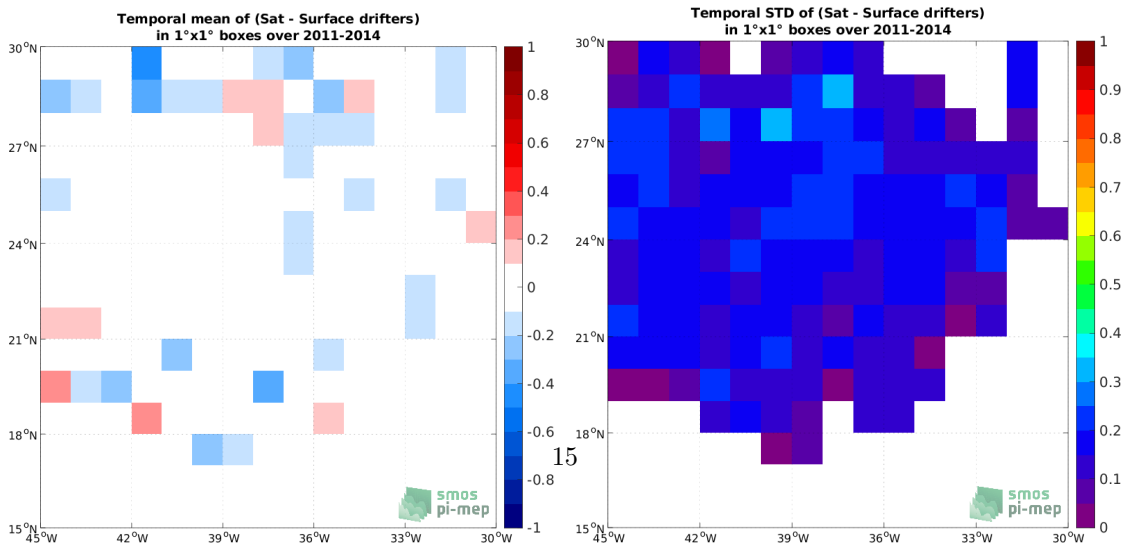 Temporal mean of (Sat - Surface drifters)
in 1°x1° boxes over 2011-2014
30°N
27°N
24°N
21°N
18°N
15°N
45°W 42°W 39°W 36°W 33°W 30°W
1
0.8
0.6
0.4
0.2
0
-0.2
-0.4
-0.6
-0.8
-1
smos
pi-mep
Temporal STD of (Sat - Surface drifters)
in 1°x1° boxes over 2011-2014
30°N
27°N
24°N
21°N
18°N
15°N
45°W 42°W 39°W 36°W 33°W 30°W
1
0.9
0.8
0.7
0.6
0.5
0.4
0.3
0.2
0.1
0
smos
pi-mep
15